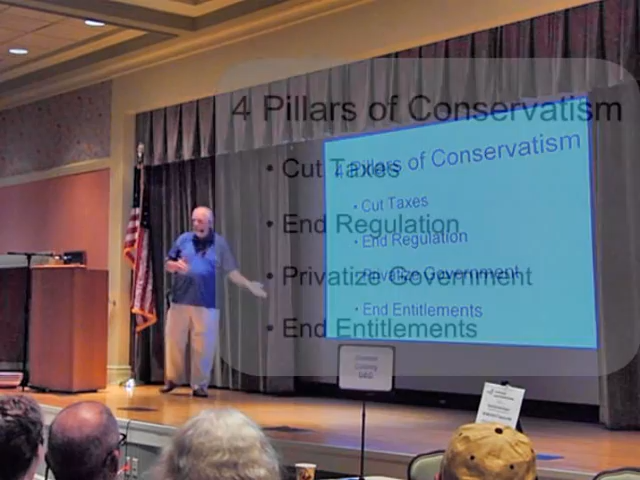 4 Pillars of Conservatism
• Cut Taxes
• End Regulation
• Privatize Government
• End Entitlements
4 Pillars of Conservatism
• Cut Taxes
• End Regulation
• Privatize Government
• End Entitlements